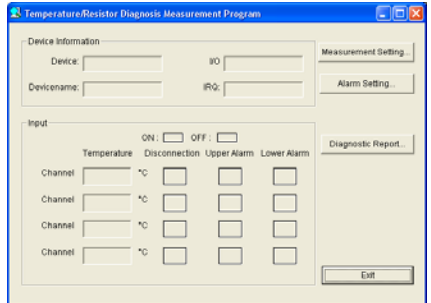 Temperature/Resistor Diagnosis Measurement Program
Device Information
Device: I/O
Devicename: IRQ:
Measurement Setting...
Alarm Setting...
Input
ON : OFF :
Diagnostic Report...
Temperature Disconnection Upper Alarm Lower Alarm
Channel °C
Channel °C
Channel °C
Channel °C
Exit